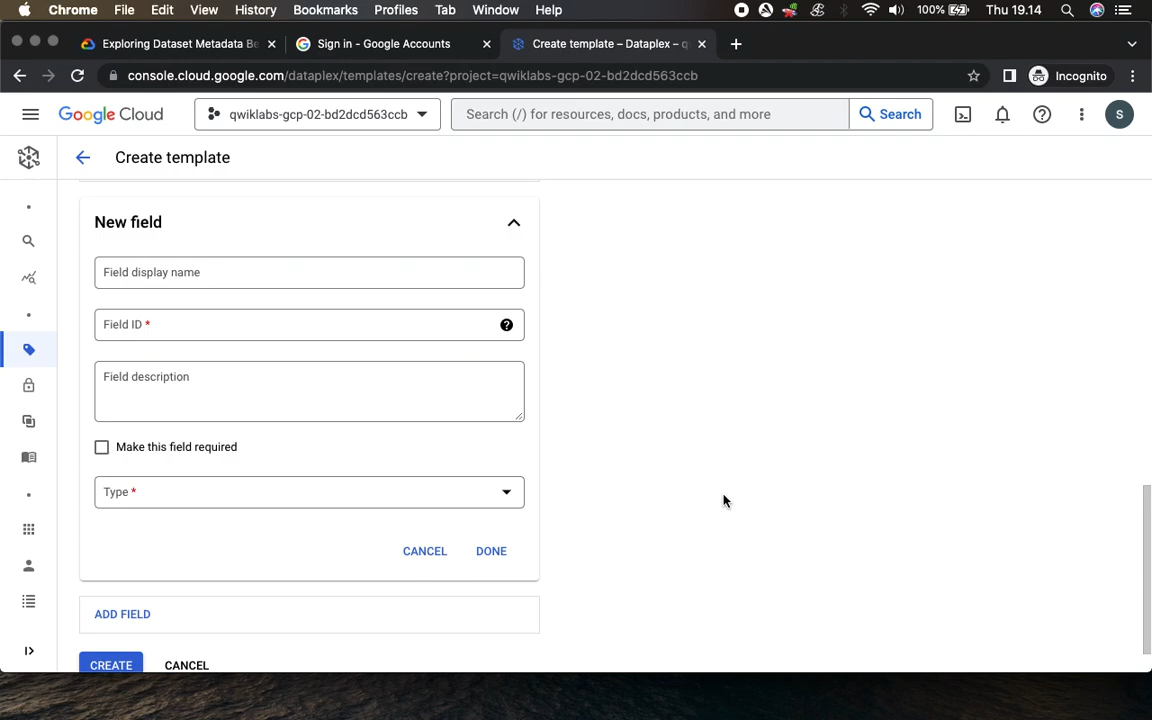 Chrome File Edit View History Bookmarks Profiles Tab Window Help 100% Thu 19.14
Exploring Dataset Metadata Be Sign in - Google Accounts Create template – Dataplex – q
console.cloud.google.com/dataplex/templates/create?project=qwiklabs-gcp-02-bd2dcd563ccb Incognito
Google Cloud qwiklabs-gcp-02-bd2dcd563ccb Search (/) for resources, docs, products, and more Search S
Create template
New field
Field display name
Field ID *
Field description
Make this field required
Type *
CANCEL DONE
ADD FIELD
CREATE CANCEL